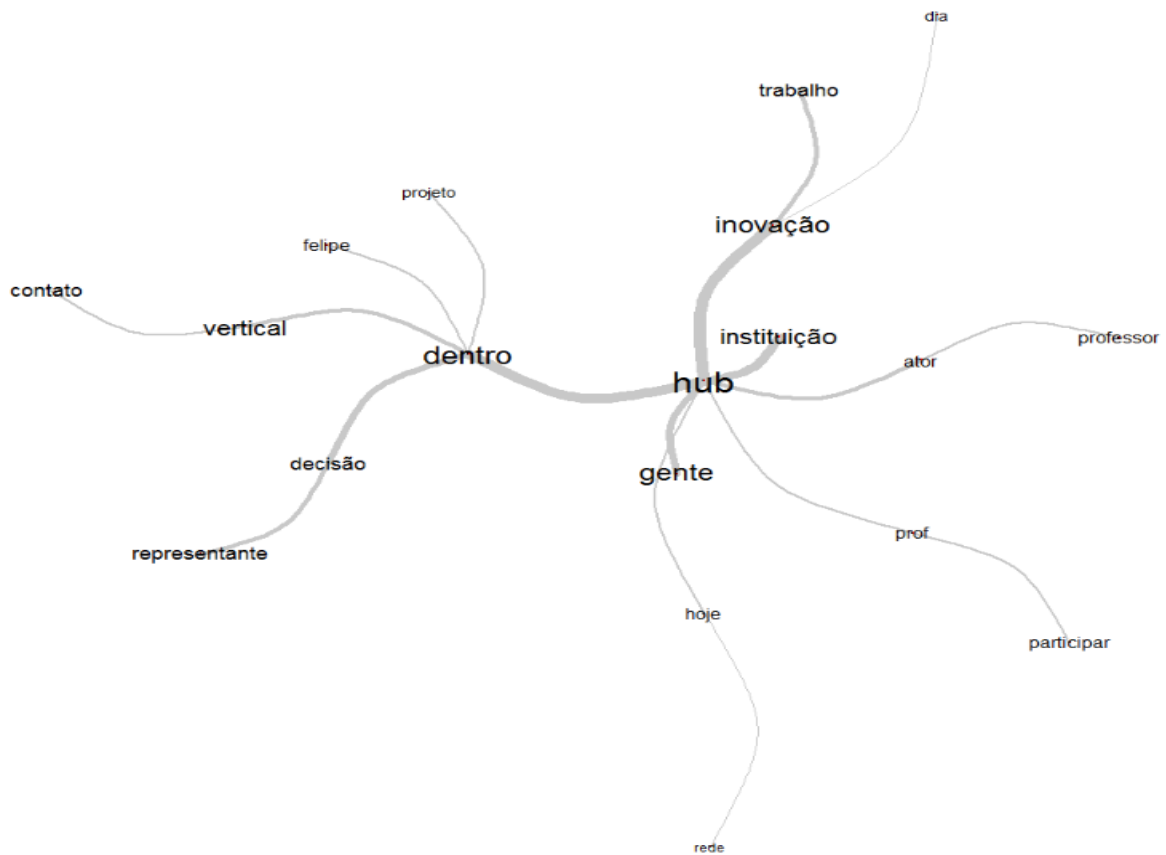 dia
trabalho
projeto
inovação
felipe
contato
vertical
instituição
professor
dentro
ator
hub
decisão
gente
prof
representante
hoje
participar
rede